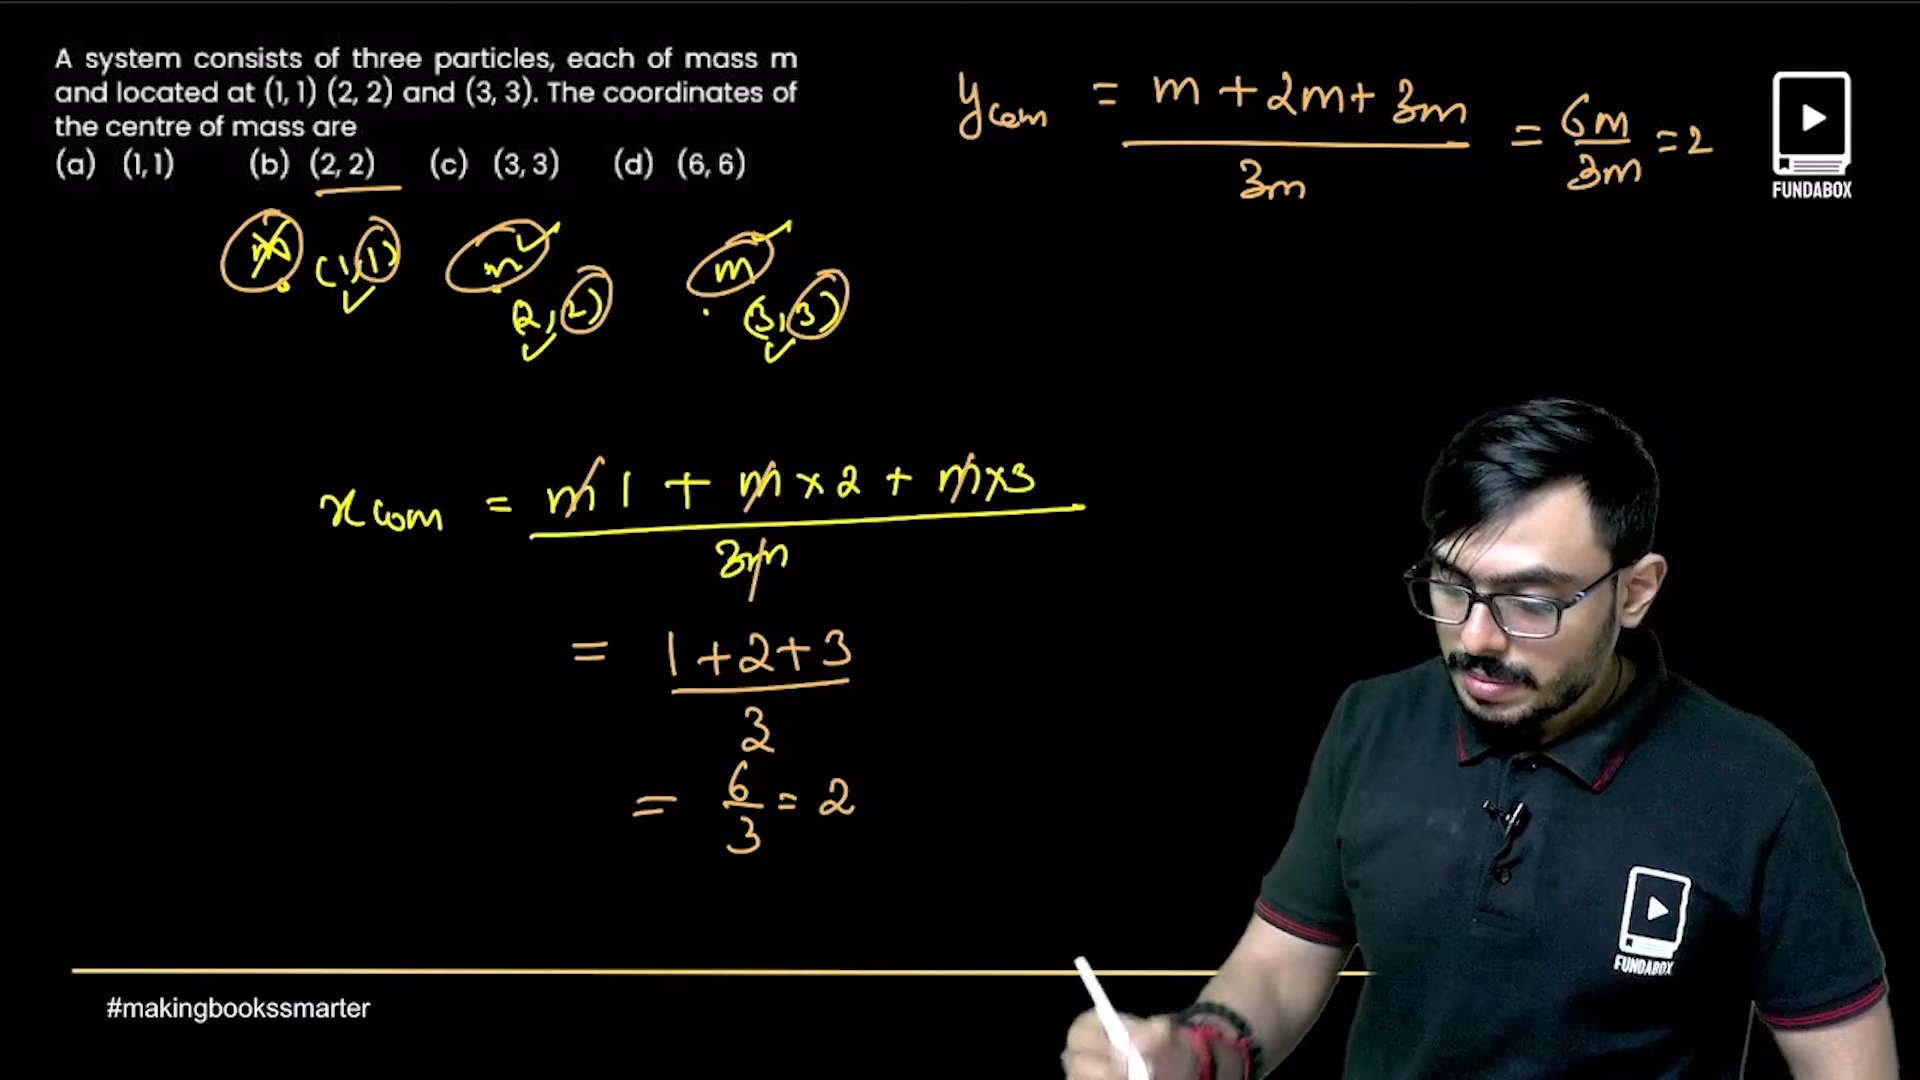 A system consists of three particles, each of mass m
and located at (1, 1) (2, 2) and (3, 3). The coordinates of
the centre of mass are
(a) (1, 1) (b) (2, 2) (c) (3, 3) (d) (6, 6)
m (1, 1) m m
2, 2) (3, 3)
x com = m 1 + m × 2 + m × 3
3m
= 1 + 2 + 3
3
= 6/3 = 2
y com = m + 2m + 3m
3m
= 6m/3m = 2
FUNDABOX
FUNDABOX
#makingbookssmarter